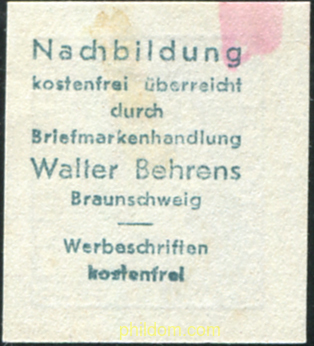 Nachbildung
kostenfrei überreicht
durch
Briefmarkenhandlung
Walter Behrens
Braunschweig
Werbeschriften
kostenfrei
phildom.com